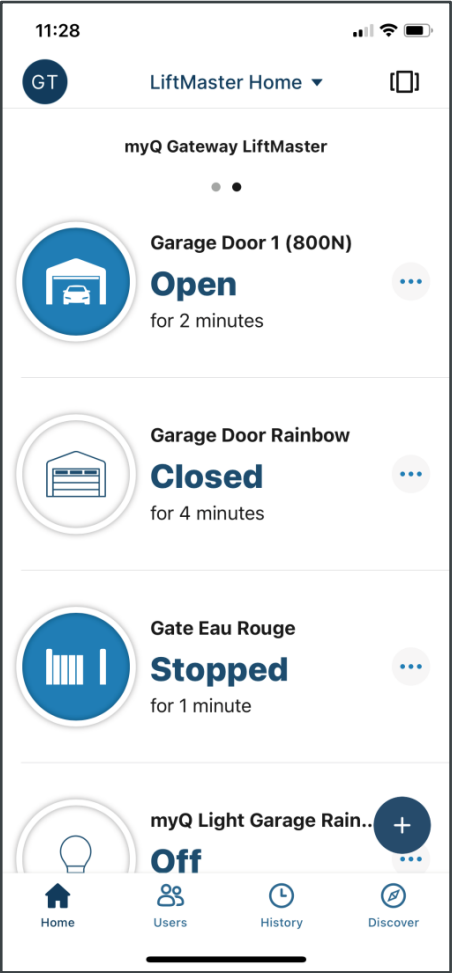 11:28
GT
LiftMaster Home
myQ Gateway LiftMaster
Garage Door 1 (800N)
Open
for 2 minutes
Garage Door Rainbow
Closed
for 4 minutes
Gate Eau Rouge
Stopped
for 1 minute
myQ Light Garage Rain..
Off
Home
Users
History
Discover